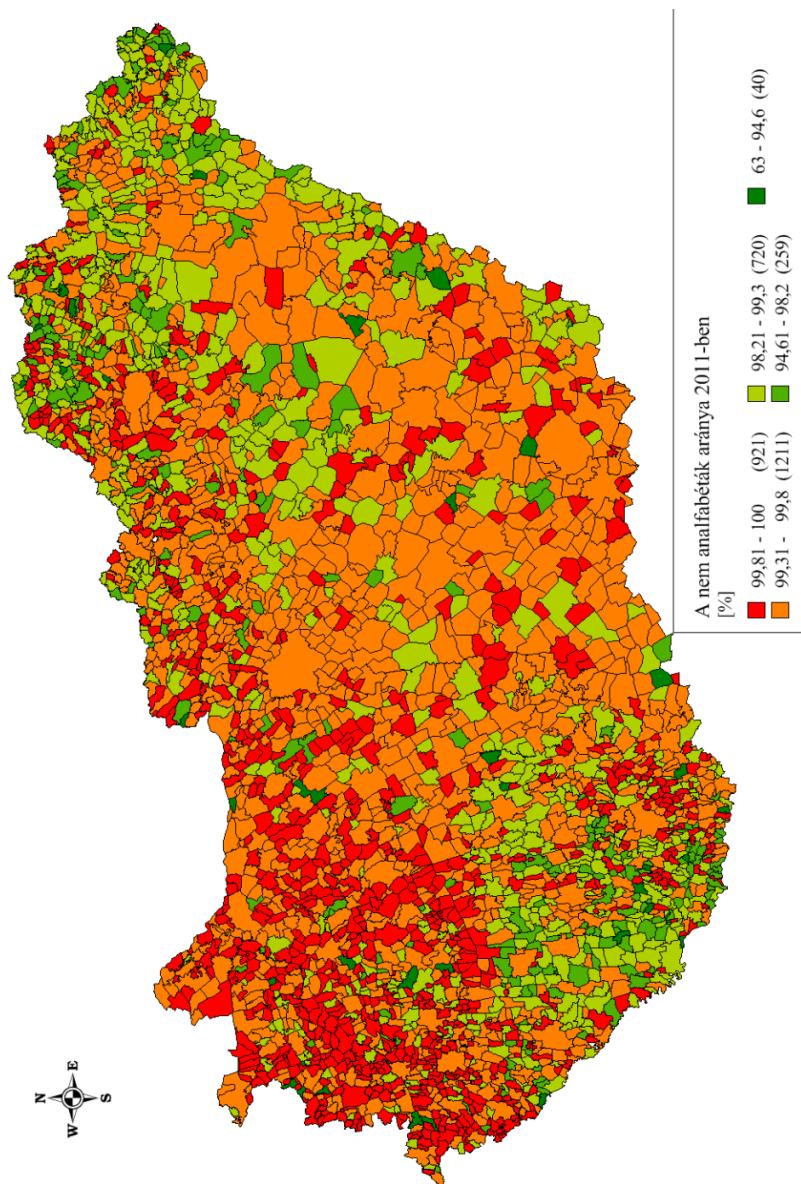 N
W E
S
A nem analfabéták aránya 2011-ben
[%]
99,81 - 100 (921) 98,21 - 99,3 (720) 63 - 94,6 (40)
99,31 - 99,8 (1211) 94,61 - 98,2 (259)